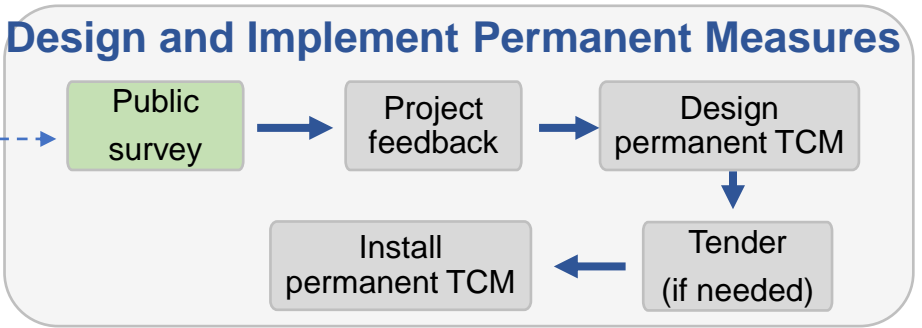 Design and Implement Permanent Measures
Public
survey
Project
feedback
Design
permanent TCM
Tender
(if needed)
Install
permanent TCM